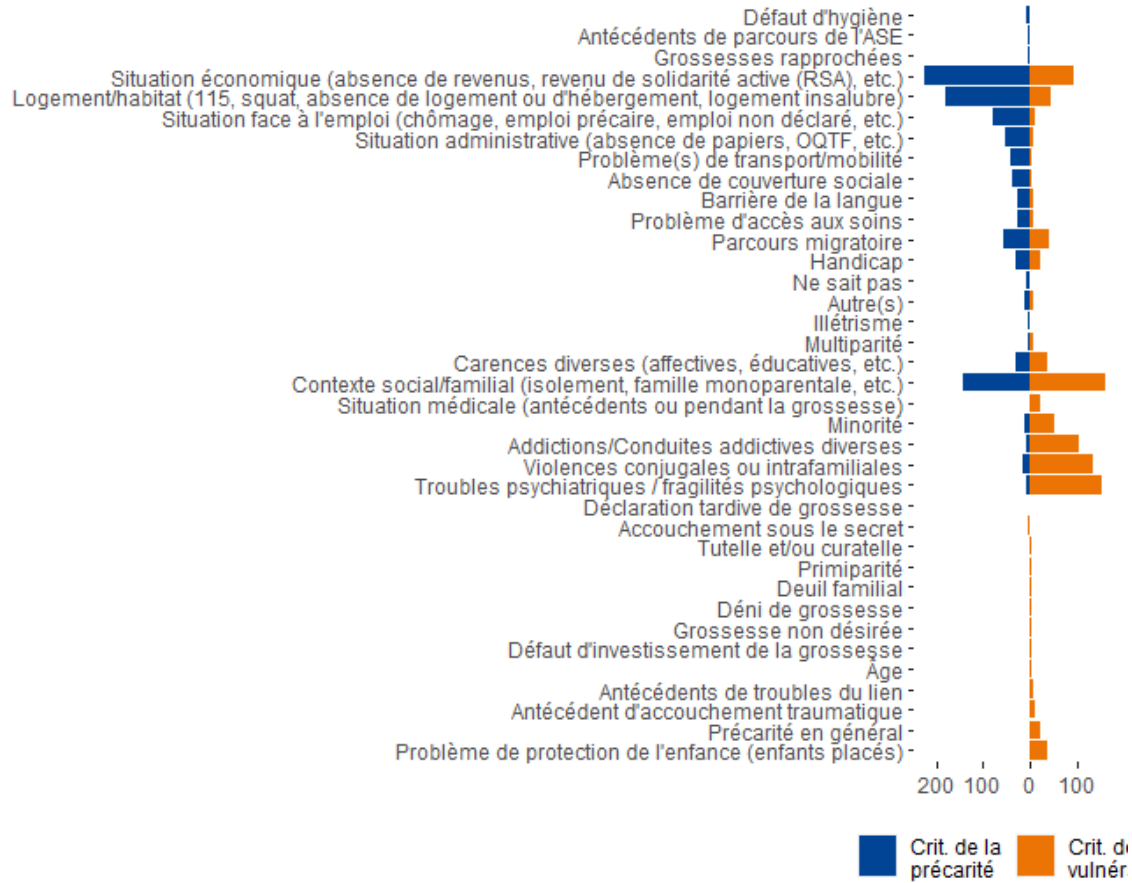 Défaut d'hygiène
Antécédents de parcours de l'ASE
Grossesses rapprochées
Situation économique (absence de revenus, revenu de solidarité active (RSA), etc.)
Logement/habitat (115, squat, absence de logement ou d'hébergement, logement insalubre)
Situation face à l'emploi (chômage, emploi précaire, emploi non déclaré, etc.)
Situation administrative (absence de papiers, OQTF, etc.)
Problème(s) de transport/mobilité
Absence de couverture sociale
Barrière de la langue
Problème d'accès aux soins
Parcours migratoire
Handicap
Ne sait pas
Autre(s)
Illétrisme
Multiparité
Carences diverses (affectives, éducatives, etc.)
Contexte social/familial (isolement, famille monoparentale, etc.)
Situation médicale (antécédents ou pendant la grossesse)
Minorité
Addictions/Conduites addictives diverses
Violences conjugales ou intrafamiliales
Troubles psychiatriques / fragilités psychologiques
Déclaration tardive de grossesse
Accouchement sous le secret
Tutelle et/ou curatelle
Primiparité
Deuil familial
Déni de grossesse
Grossesse non désirée
Défaut d'investissement de la grossesse
Âge
Antécédents de troubles du lien
Antécédent d'accouchement traumatique
Précarité en général
Problème de protection de l'enfance (enfants placés)
200 100 0 100
Crit. de la précarité
Crit. de
vulnér